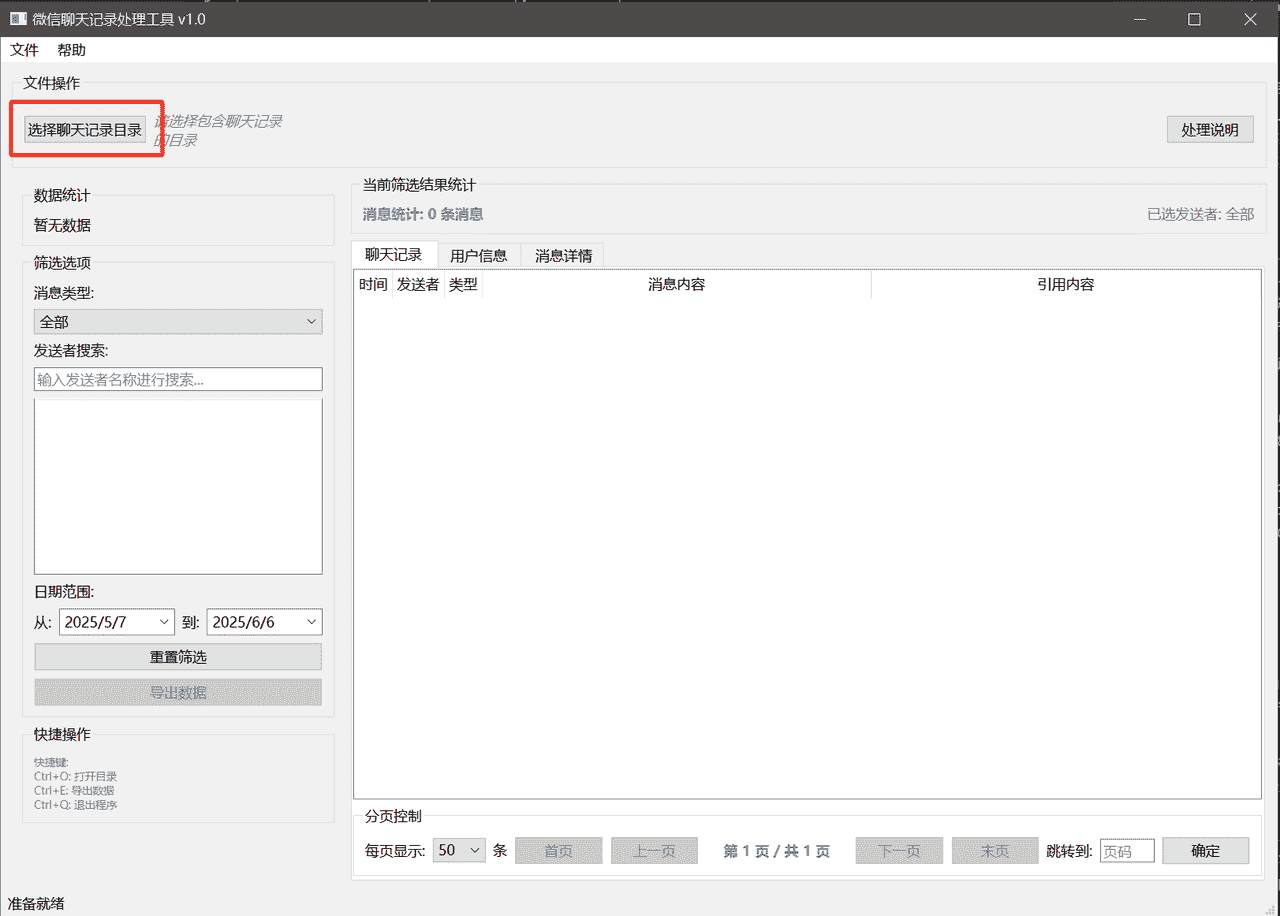 微信聊天记录处理工具 v1.0
文件 帮助
文件操作
选择聊天记录目录
请选择包含聊天记录
的目录
处理说明
数据统计
暂无数据
筛选选项
消息类型:
全部
发送者搜索:
输入发送者名称进行搜索...
日期范围:
从: 2025/5/7 到: 2025/6/6
重置筛选
导出数据
快捷操作
快捷键:
Ctrl+O: 打开目录
Ctrl+E: 导出数据
Ctrl+Q: 退出程序
当前筛选结果统计
消息统计: 0 条消息 已选发送者: 全部
聊天记录 用户信息 消息详情
时间 发送者 类型 消息内容 引用内容
分页控制
每页显示: 50 条 首页 上一页 第 1 页 / 共 1 页 下一页 末页 跳转到: 页码 确定
准备就绪